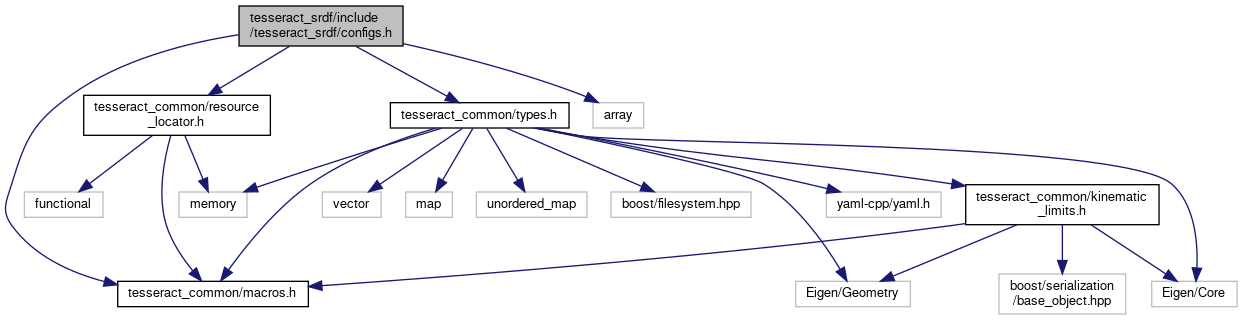 tesseract_srdf/include
/tesseract_srdf/configs.h
tesseract_common/resource
_locator.h
tesseract_common/types.h
array
functional
memory
vector
map
unordered_map
boost/filesystem.hpp
yaml-cpp/yaml.h
tesseract_common/kinematic
_limits.h
tesseract_common/macros.h
Eigen/Geometry
boost/serialization
/base_object.hpp
Eigen/Core